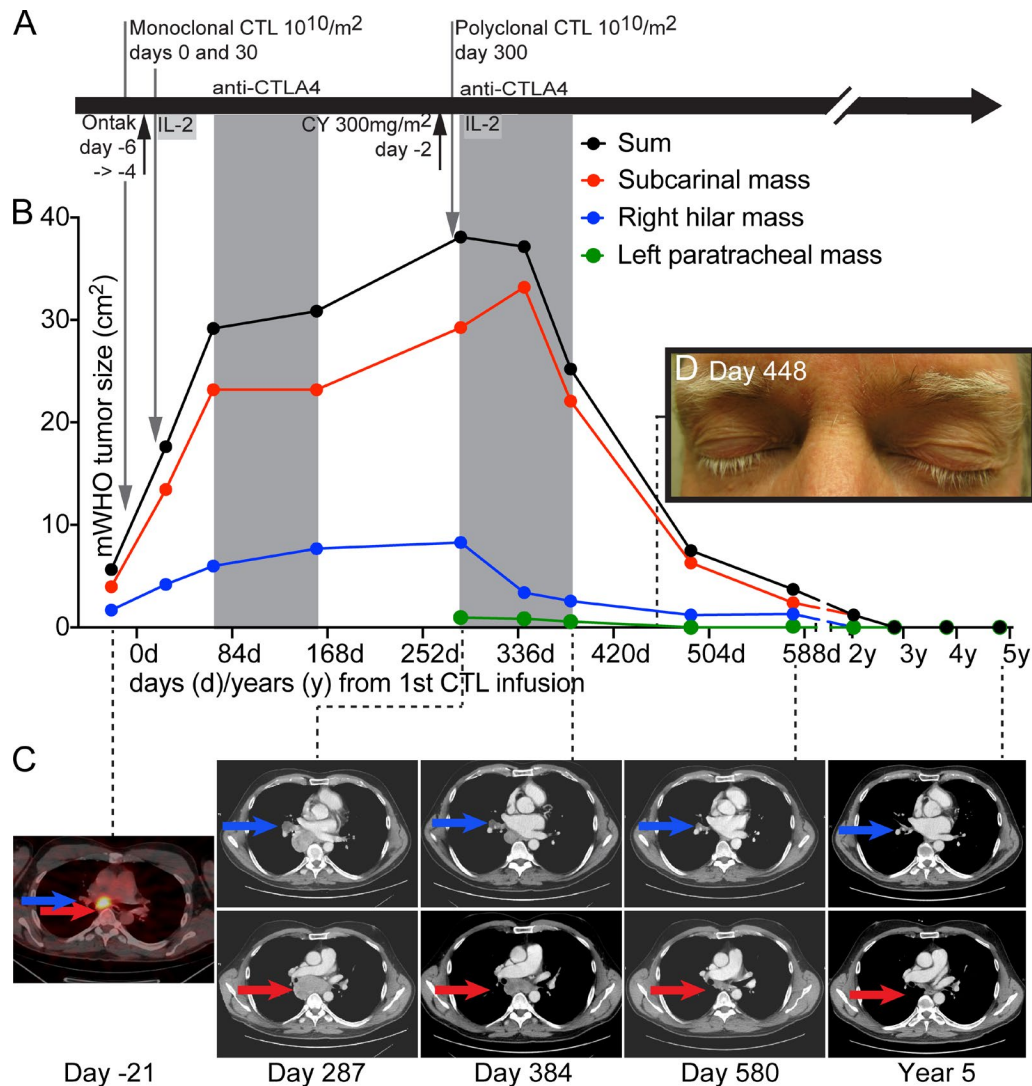 A
Monoclonal CTL 10¹⁰/m²
days 0 and 30
Polyclonal CTL 10¹⁰/m²
day 300
anti-CTLA4
anti-CTLA4
Ontak
day -6
-> -4
IL-2
CY 300mg/m²
day -2
IL-2
Sum
Subcarinal mass
Right hilar mass
Left paratracheal mass
B
40
30
20
10
0
mWHO tumor size (cm²)
D Day 448
0d 84d 168d 252d 336d 420d 504d 588d 2y 3y 4y 5y
days (d)/years (y) from 1st CTL infusion
C
Day -21 Day 287 Day 384 Day 580 Year 5